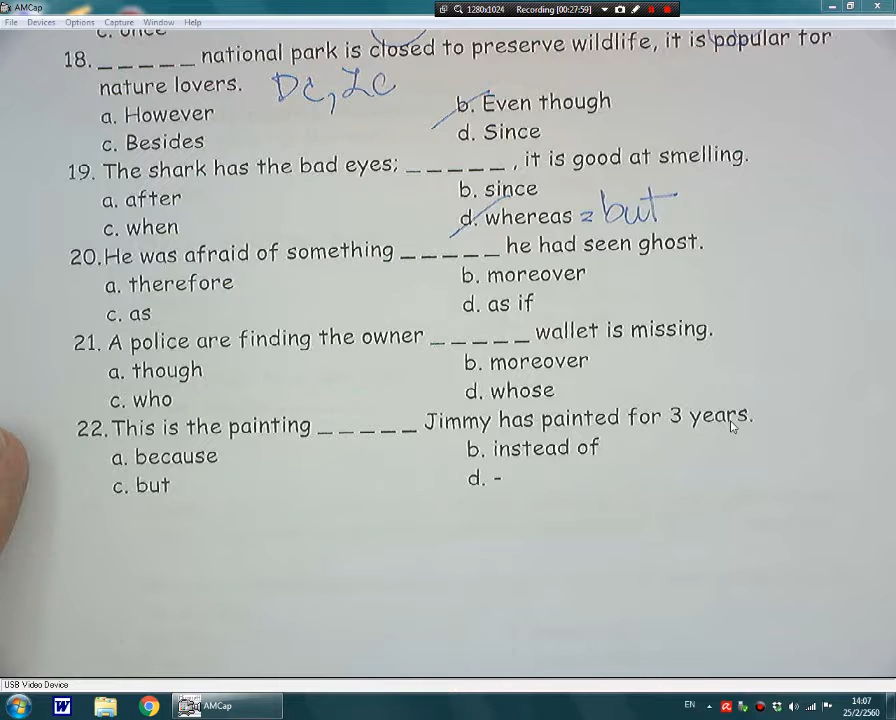 AMCap
1280x1024 Recording [00:27:59]
File Devices Options Capture Window Help
c. once
18. _ _ _ _ _ national park is closed to preserve wildlife, it is popular for
nature lovers. DC, IC
a. However b. Even though
c. Besides d. Since
19. The shark has the bad eyes; _ _ _ _ _ , it is good at smelling.
a. after b. since
c. when d. whereas = but
20. He was afraid of something _ _ _ _ _ he had seen ghost.
a. therefore b. moreover
c. as d. as if
21. A police are finding the owner _ _ _ _ _ wallet is missing.
a. though b. moreover
c. who d. whose
22. This is the painting _ _ _ _ _ Jimmy has painted for 3 years.
a. because b. instead of
c. but d. -
USB Video Device
AMCap EN 14:07
25/2/2560